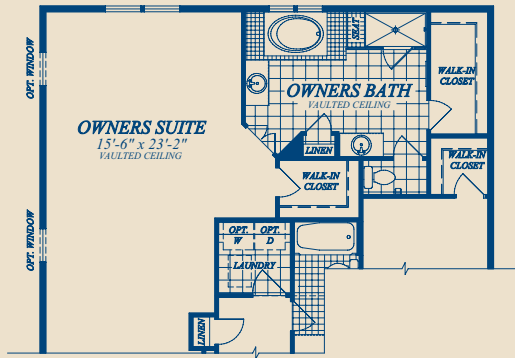 SEAT
OPT. WINDOW
WALK-IN
CLOSET
OWNERS BATH
VAULTED CEILING
OWNERS SUITE
15'-6" x 23'-2"
VAULTED CEILING
LINEN
WALK-IN
CLOSET
WALK-IN
CLOSET
OPT. WINDOW
OPT.
W
OPT.
D
LAUNDRY
LINEN